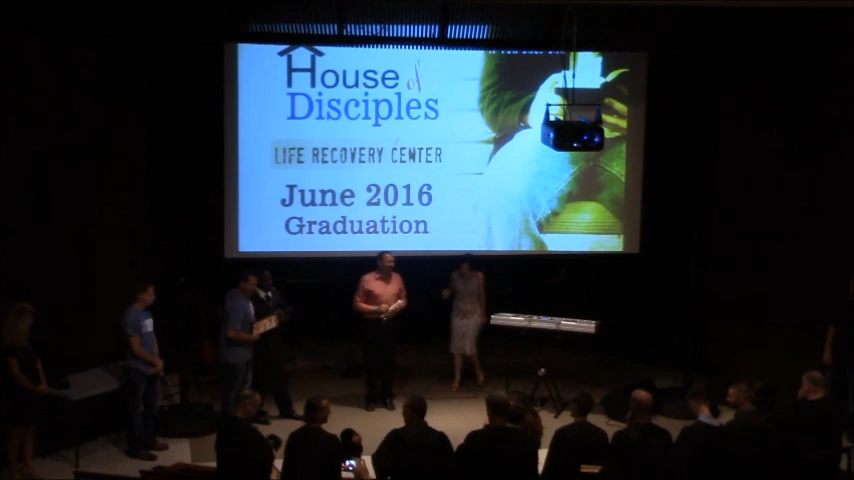 House of
Disciples
LIFE RECOVERY CENTER
June 2016
Graduation